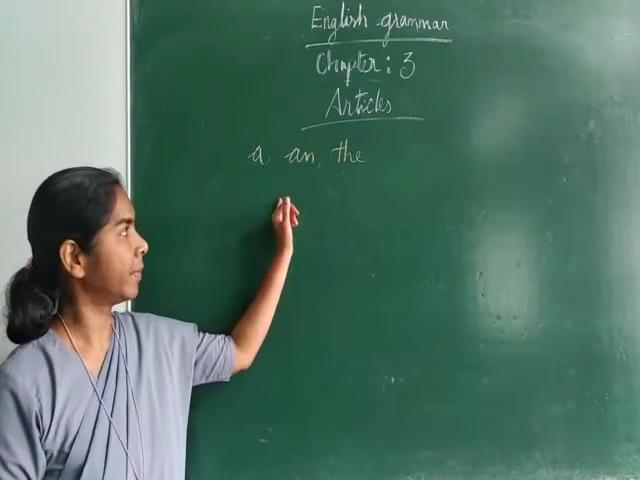 English grammar
Chapter : 3
Articles
a, an, the